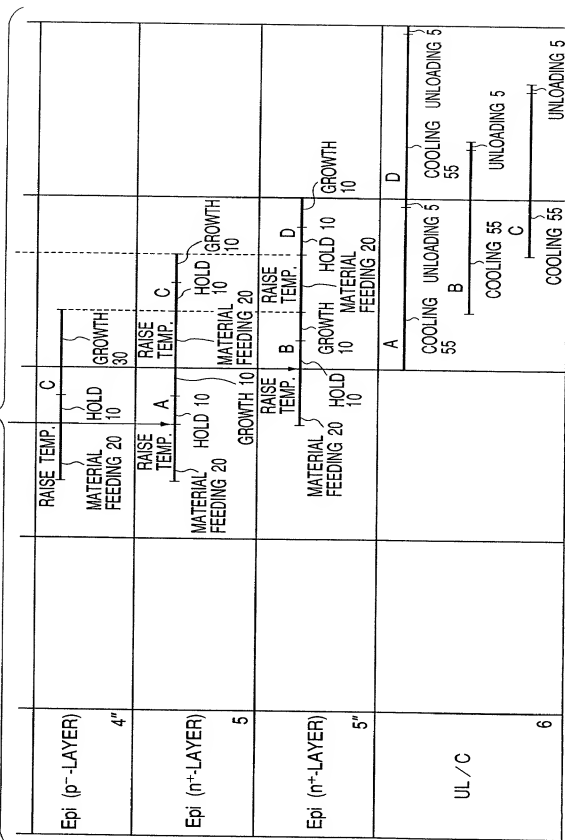 Epi (p⁻-LAYER)
4"
RAISE TEMP.
C
MATERIAL
FEEDING 20
HOLD
10
GROWTH
30
Epi (n⁺-LAYER)
5
RAISE
TEMP.
A
RAISE
TEMP.
C
MATERIAL
FEEDING 20
HOLD 10
GROWTH 10
MATERIAL
FEEDING 20
HOLD
10
GROWTH
10
Epi (n⁺-LAYER)
5"
RAISE
TEMP.
B
RAISE
TEMP.
D
MATERIAL
FEEDING 20
HOLD
10
GROWTH
10
MATERIAL
FEEDING 20
HOLD 10
GROWTH
10
UL/C
6
A
D
COOLING
55
UNLOADING 5
COOLING
55
UNLOADING 5
B
COOLING 55
UNLOADING 5
C
COOLING 55
UNLOADING 5